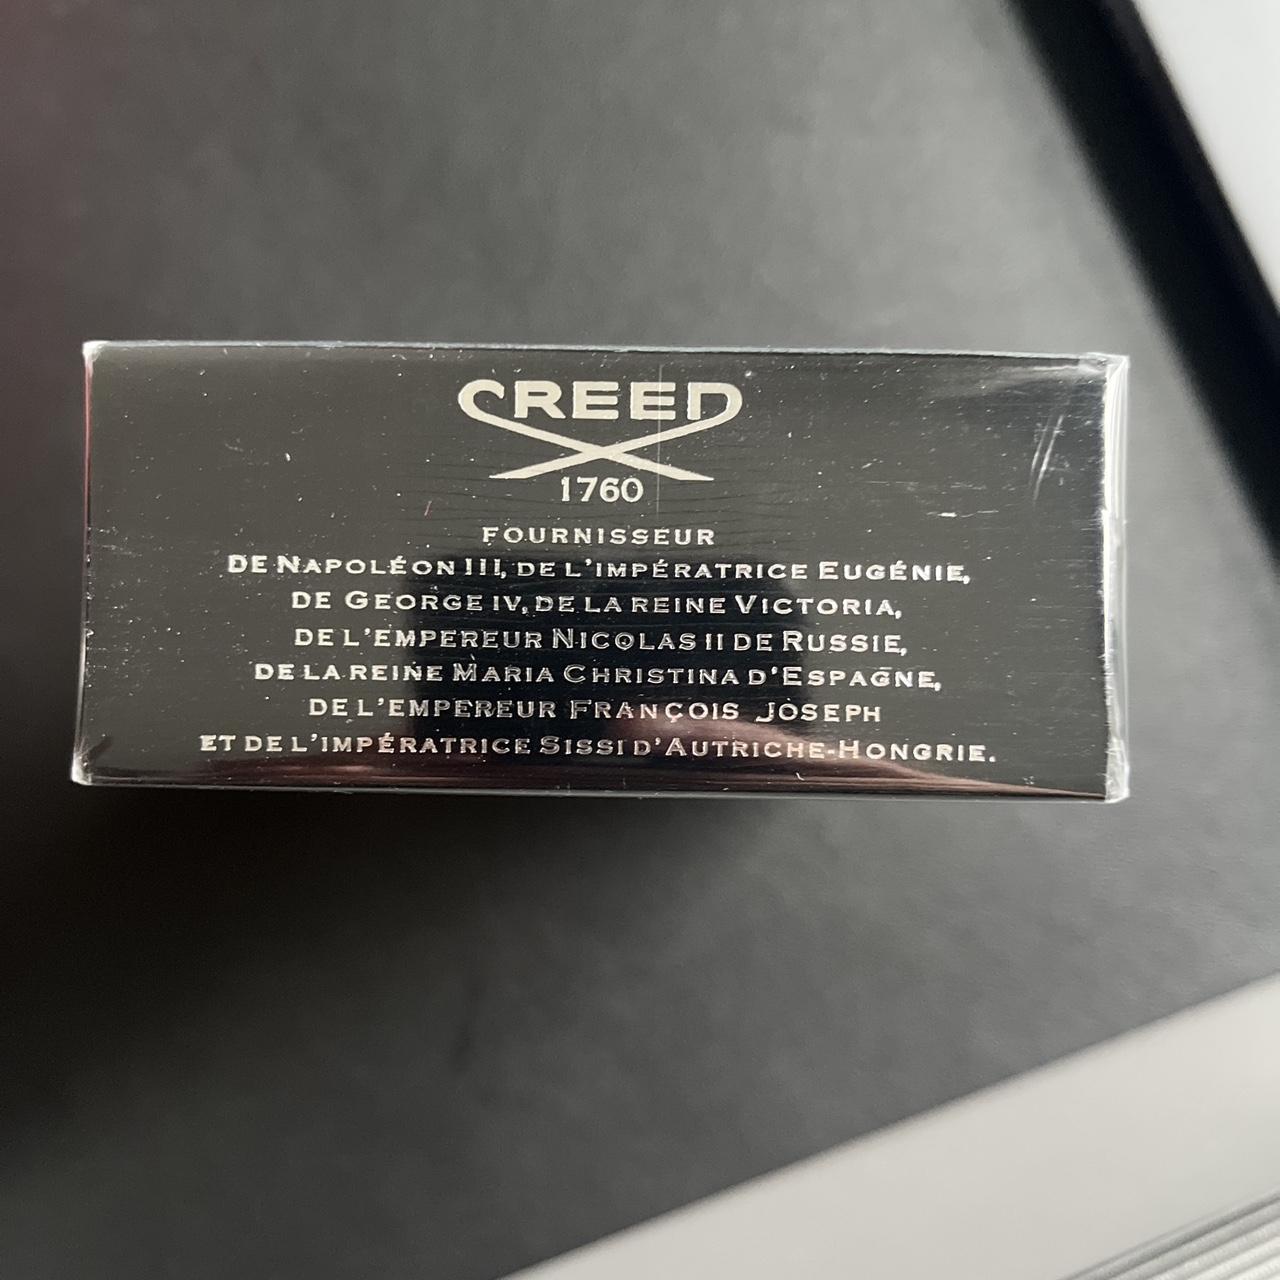 CREED
1760
FOURNISSEUR
DE NAPOLÉON III, DE L'IMPÉRATRICE EUGÉNIE,
DE GEORGE IV, DE LA REINE VICTORIA,
DE L'EMPEREUR NICOLAS II DE RUSSIE,
DE LA REINE MARIA CHRISTINA D'ESPAGNE,
DE L'EMPEREUR FRANÇOIS JOSEPH
ET DE L'IMPÉRATRICE SISSI D'AUTRICHE-HONGRIE.